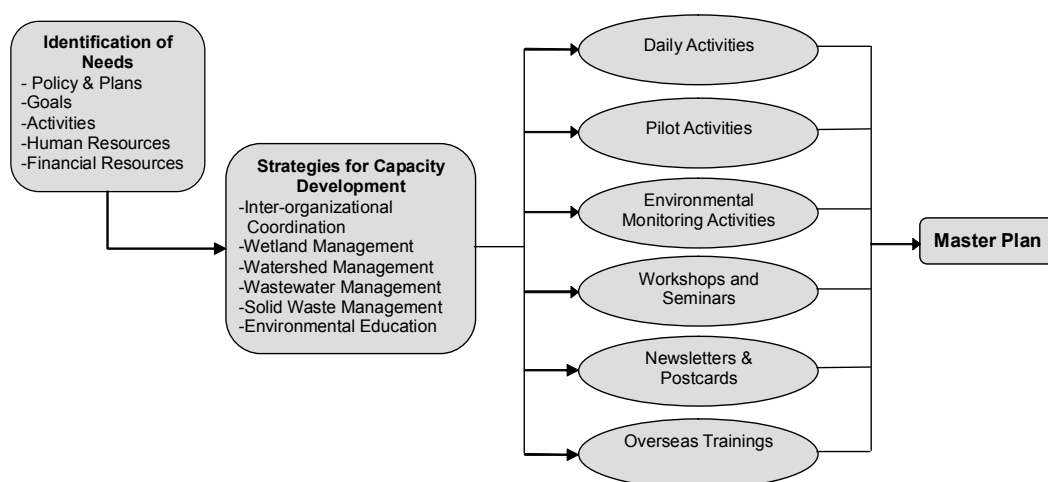 Identification of
Needs
- Policy & Plans
-Goals
-Activities
-Human Resources
-Financial Resources
Strategies for Capacity
Development
-Inter-organizational
Coordination
-Wetland Management
-Watershed Management
-Wastewater Management
-Solid Waste Management
-Environmental Education
Daily Activities
Pilot Activities
Environmental
Monitoring Activities
Workshops and
Seminars
Newsletters &
Postcards
Overseas Trainings
Master Plan